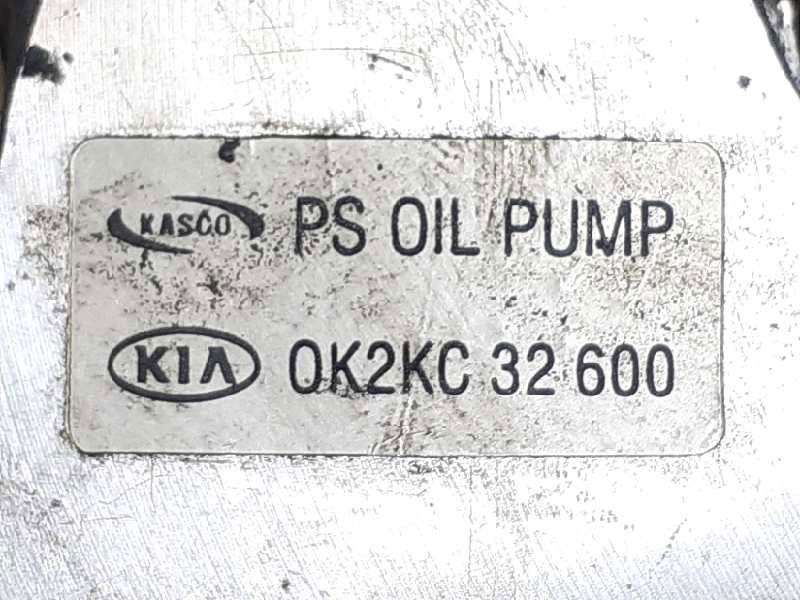 KASCO PS OIL PUMP
KIA 0K2KC 32 600